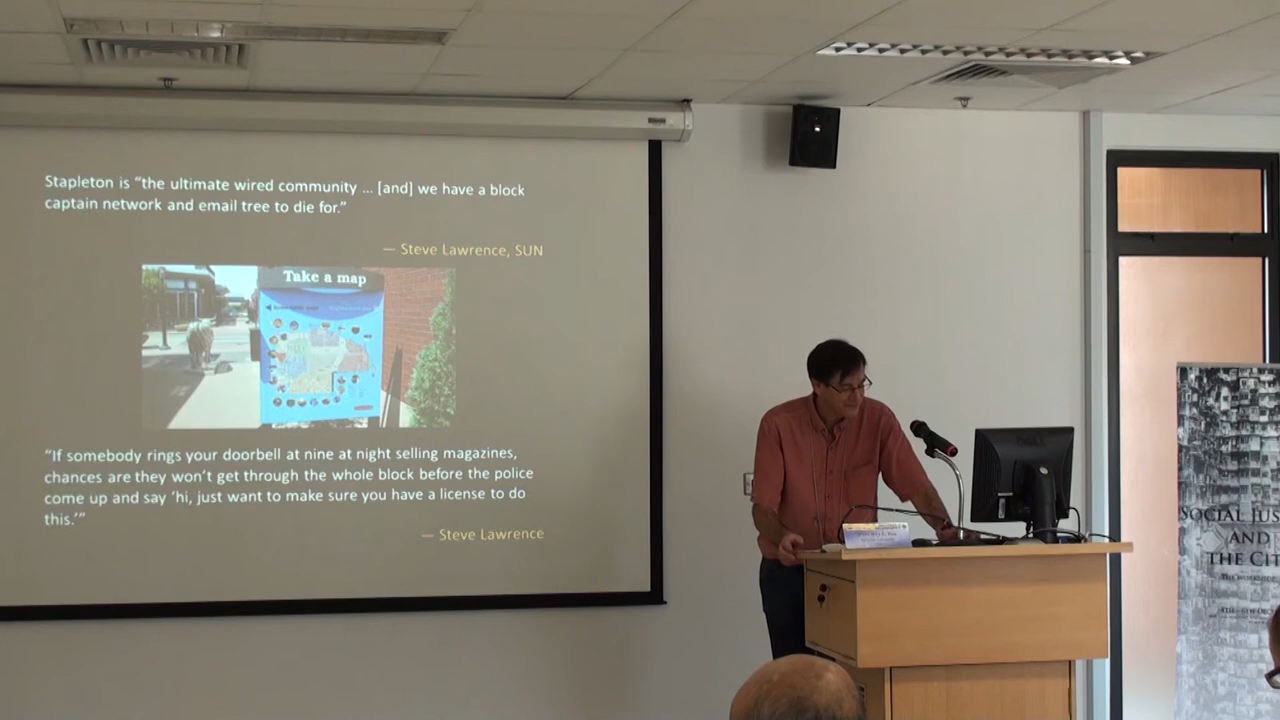 Stapleton is “the ultimate wired community ... [and] we have a block
captain network and email tree to die for.”
— Steve Lawrence, SUN
Take a map
“If somebody rings your doorbell at nine at night selling magazines,
chances are they won’t get through the whole block before the police
come up and say ‘hi, just want to make sure you have a license to do
this.’”
— Steve Lawrence
DELL
SOCIAL JUS
AND
THE CIT